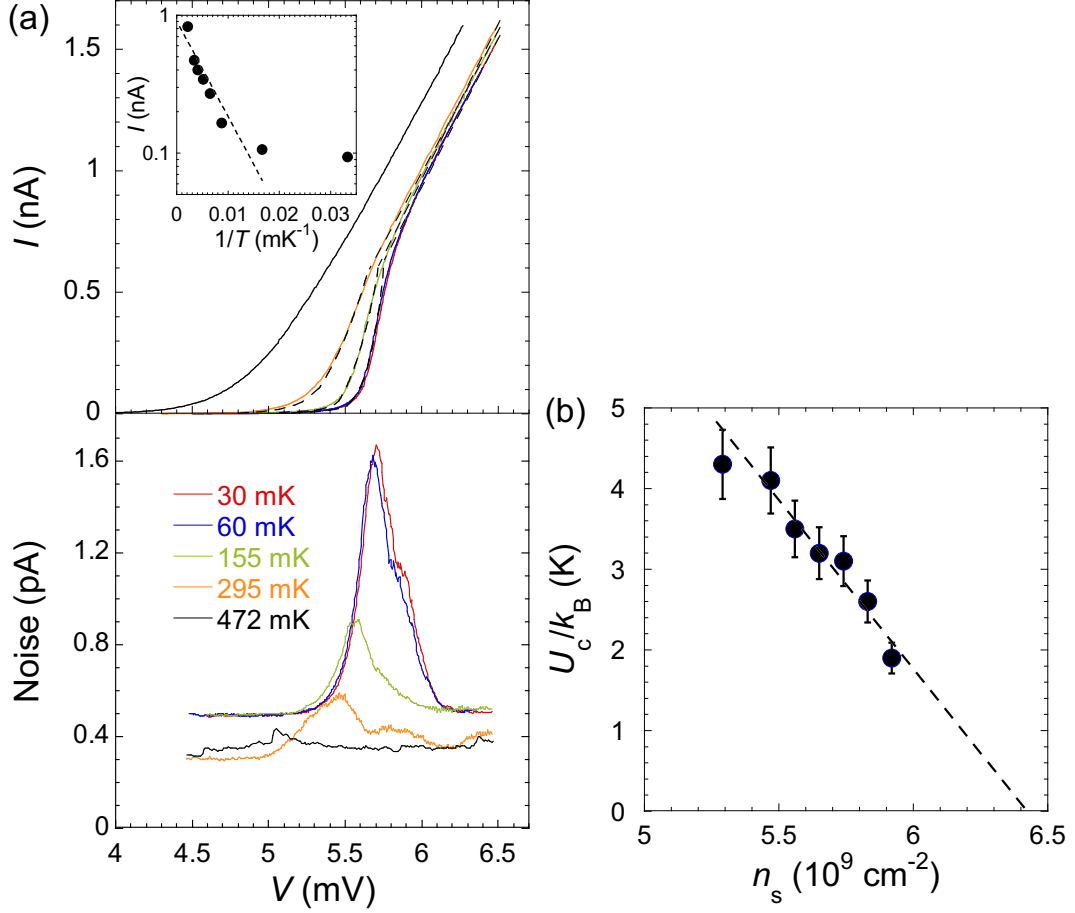 (a)
1
0.1
I (nA)
0 0.01 0.02 0.03
1/T (mK⁻¹)
1.5
1
0.5
0
I (nA)
1.6
1.2
0.8
0.4
0
Noise (pA)
30 mK
60 mK
155 mK
295 mK
472 mK
4 4.5 5 5.5 6 6.5
V (mV)
(b)
5
4
3
2
1
0
U_c/k_B (K)
5 5.5 6 6.5
n_s (10⁹ cm⁻²)